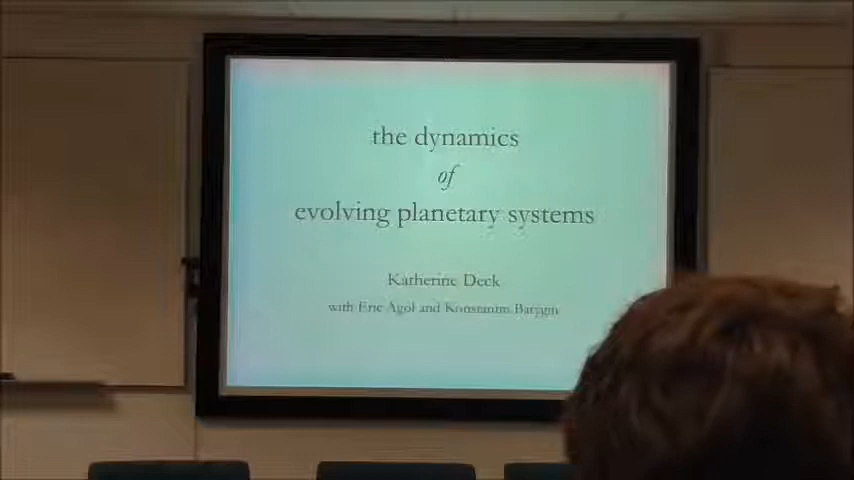 the dynamics
of
evolving planetary systems
Katherine Deck
with Eric Agol and Konstantin Batygin